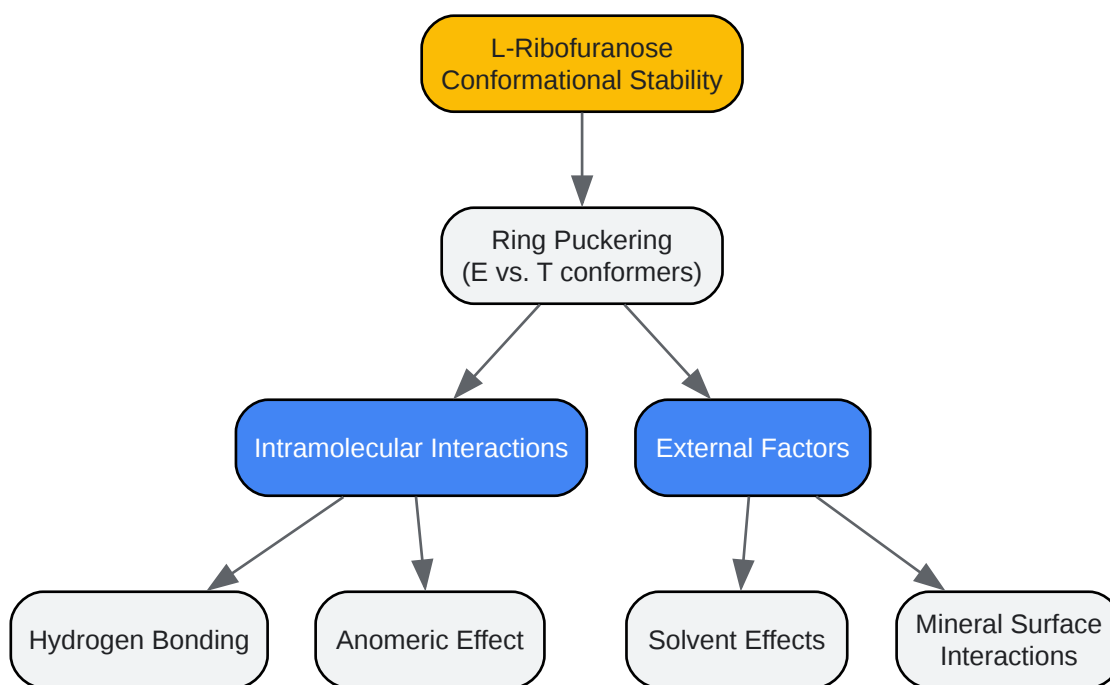 L-Ribofuranose
Conformational Stability
Ring Puckering
(E vs. T conformers)
Intramolecular Interactions
External Factors
Hydrogen Bonding
Anomeric Effect
Solvent Effects
Mineral Surface
Interactions